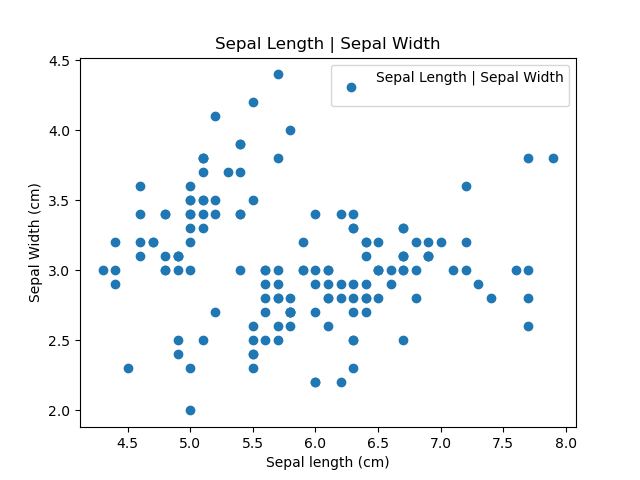 Sepal Length | Sepal Width
Sepal Length | Sepal Width
4.5
4.0
3.5
3.0
2.5
2.0
Sepal Width (cm)
4.5 5.0 5.5 6.0 6.5 7.0 7.5 8.0
Sepal length (cm)